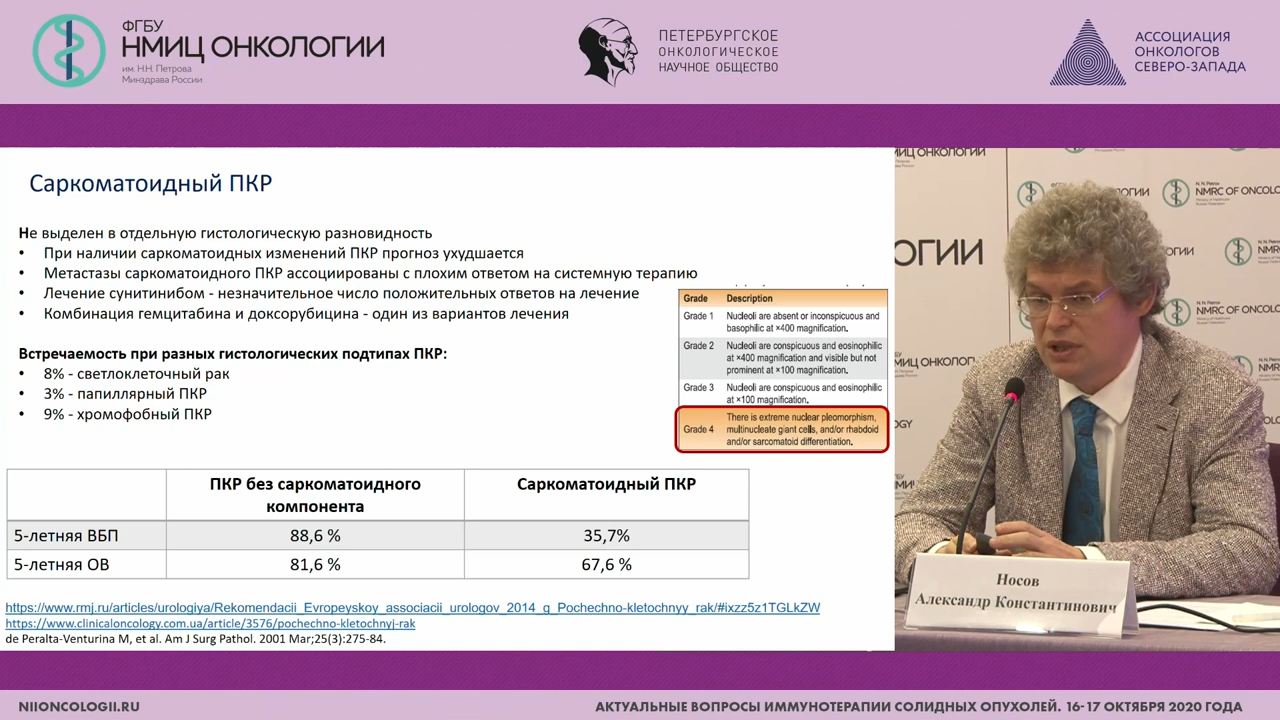 ФГБУ
НМИЦ ОНКОЛОГИИ
им. Н.Н. Петрова
Минздрава России
ПЕТЕРБУРГСКОЕ
ОНКОЛОГИЧЕСКОЕ
НАУЧНОЕ ОБЩЕСТВО
АССОЦИАЦИЯ
ОНКОЛОГОВ
СЕВЕРО-ЗАПАДА
Саркоматоидный ПКР
Не выделен в отдельную гистологическую разновидность
• При наличии саркоматоидных изменений ПКР прогноз ухудшается
• Метастазы саркоматоидного ПКР ассоциированы с плохим ответом на системную терапию
• Лечение сунитинибом - незначительное число положительных ответов на лечение
• Комбинация гемцитабина и доксорубицина - один из вариантов лечения
Встречаемость при разных гистологических подтипах ПКР:
• 8% - светлоклеточный рак
• 3% - папиллярный ПКР
• 9% - хромофобный ПКР
Grade Description
Grade 1 Nucleoli are absent or inconspicuous and
basophilic at ×400 magnification.
Grade 2 Nucleoli are conspicuous and eosinophilic
at ×400 magnification and visible but not
prominent at ×100 magnification.
Grade 3 Nucleoli are conspicuous and eosinophilic
at ×100 magnification.
There is extreme nuclear pleomorphism,
Grade 4 multinucleate giant cells, and/or rhabdoid
and/or sarcomatoid differentiation.
ПКР без саркоматоидного
компонента
Саркоматоидный ПКР
5-летняя ВБП 88,6 % 35,7%
5-летняя ОВ 81,6 % 67,6 %
https://www.rmj.ru/articles/urologiya/Rekomendacii_Evropeyskoy_associacii_urologov_2014_g_Pochechno-kletochnyy_rak/#ixzz5z1TGLkZW
https://www.clinicaloncology.com.ua/article/3576/pochechno-kletochnyj-rak
de Peralta-Venturina M, et al. Am J Surg Pathol. 2001 Mar;25(3):275-84.
N.N. Petrov
NMRC OF ONCOLO
NMRC OF ONCOL
ОГИИ
НМИЦ ОНКОЛОГ
Носов
Александр Константинович
NIIONCOLOGII.RU
АКТУАЛЬНЫЕ ВОПРОСЫ ИММУНОТЕРАПИИ СОЛИДНЫХ ОПУХОЛЕЙ. 16-17 ОКТЯБРЯ 2020 ГОДА